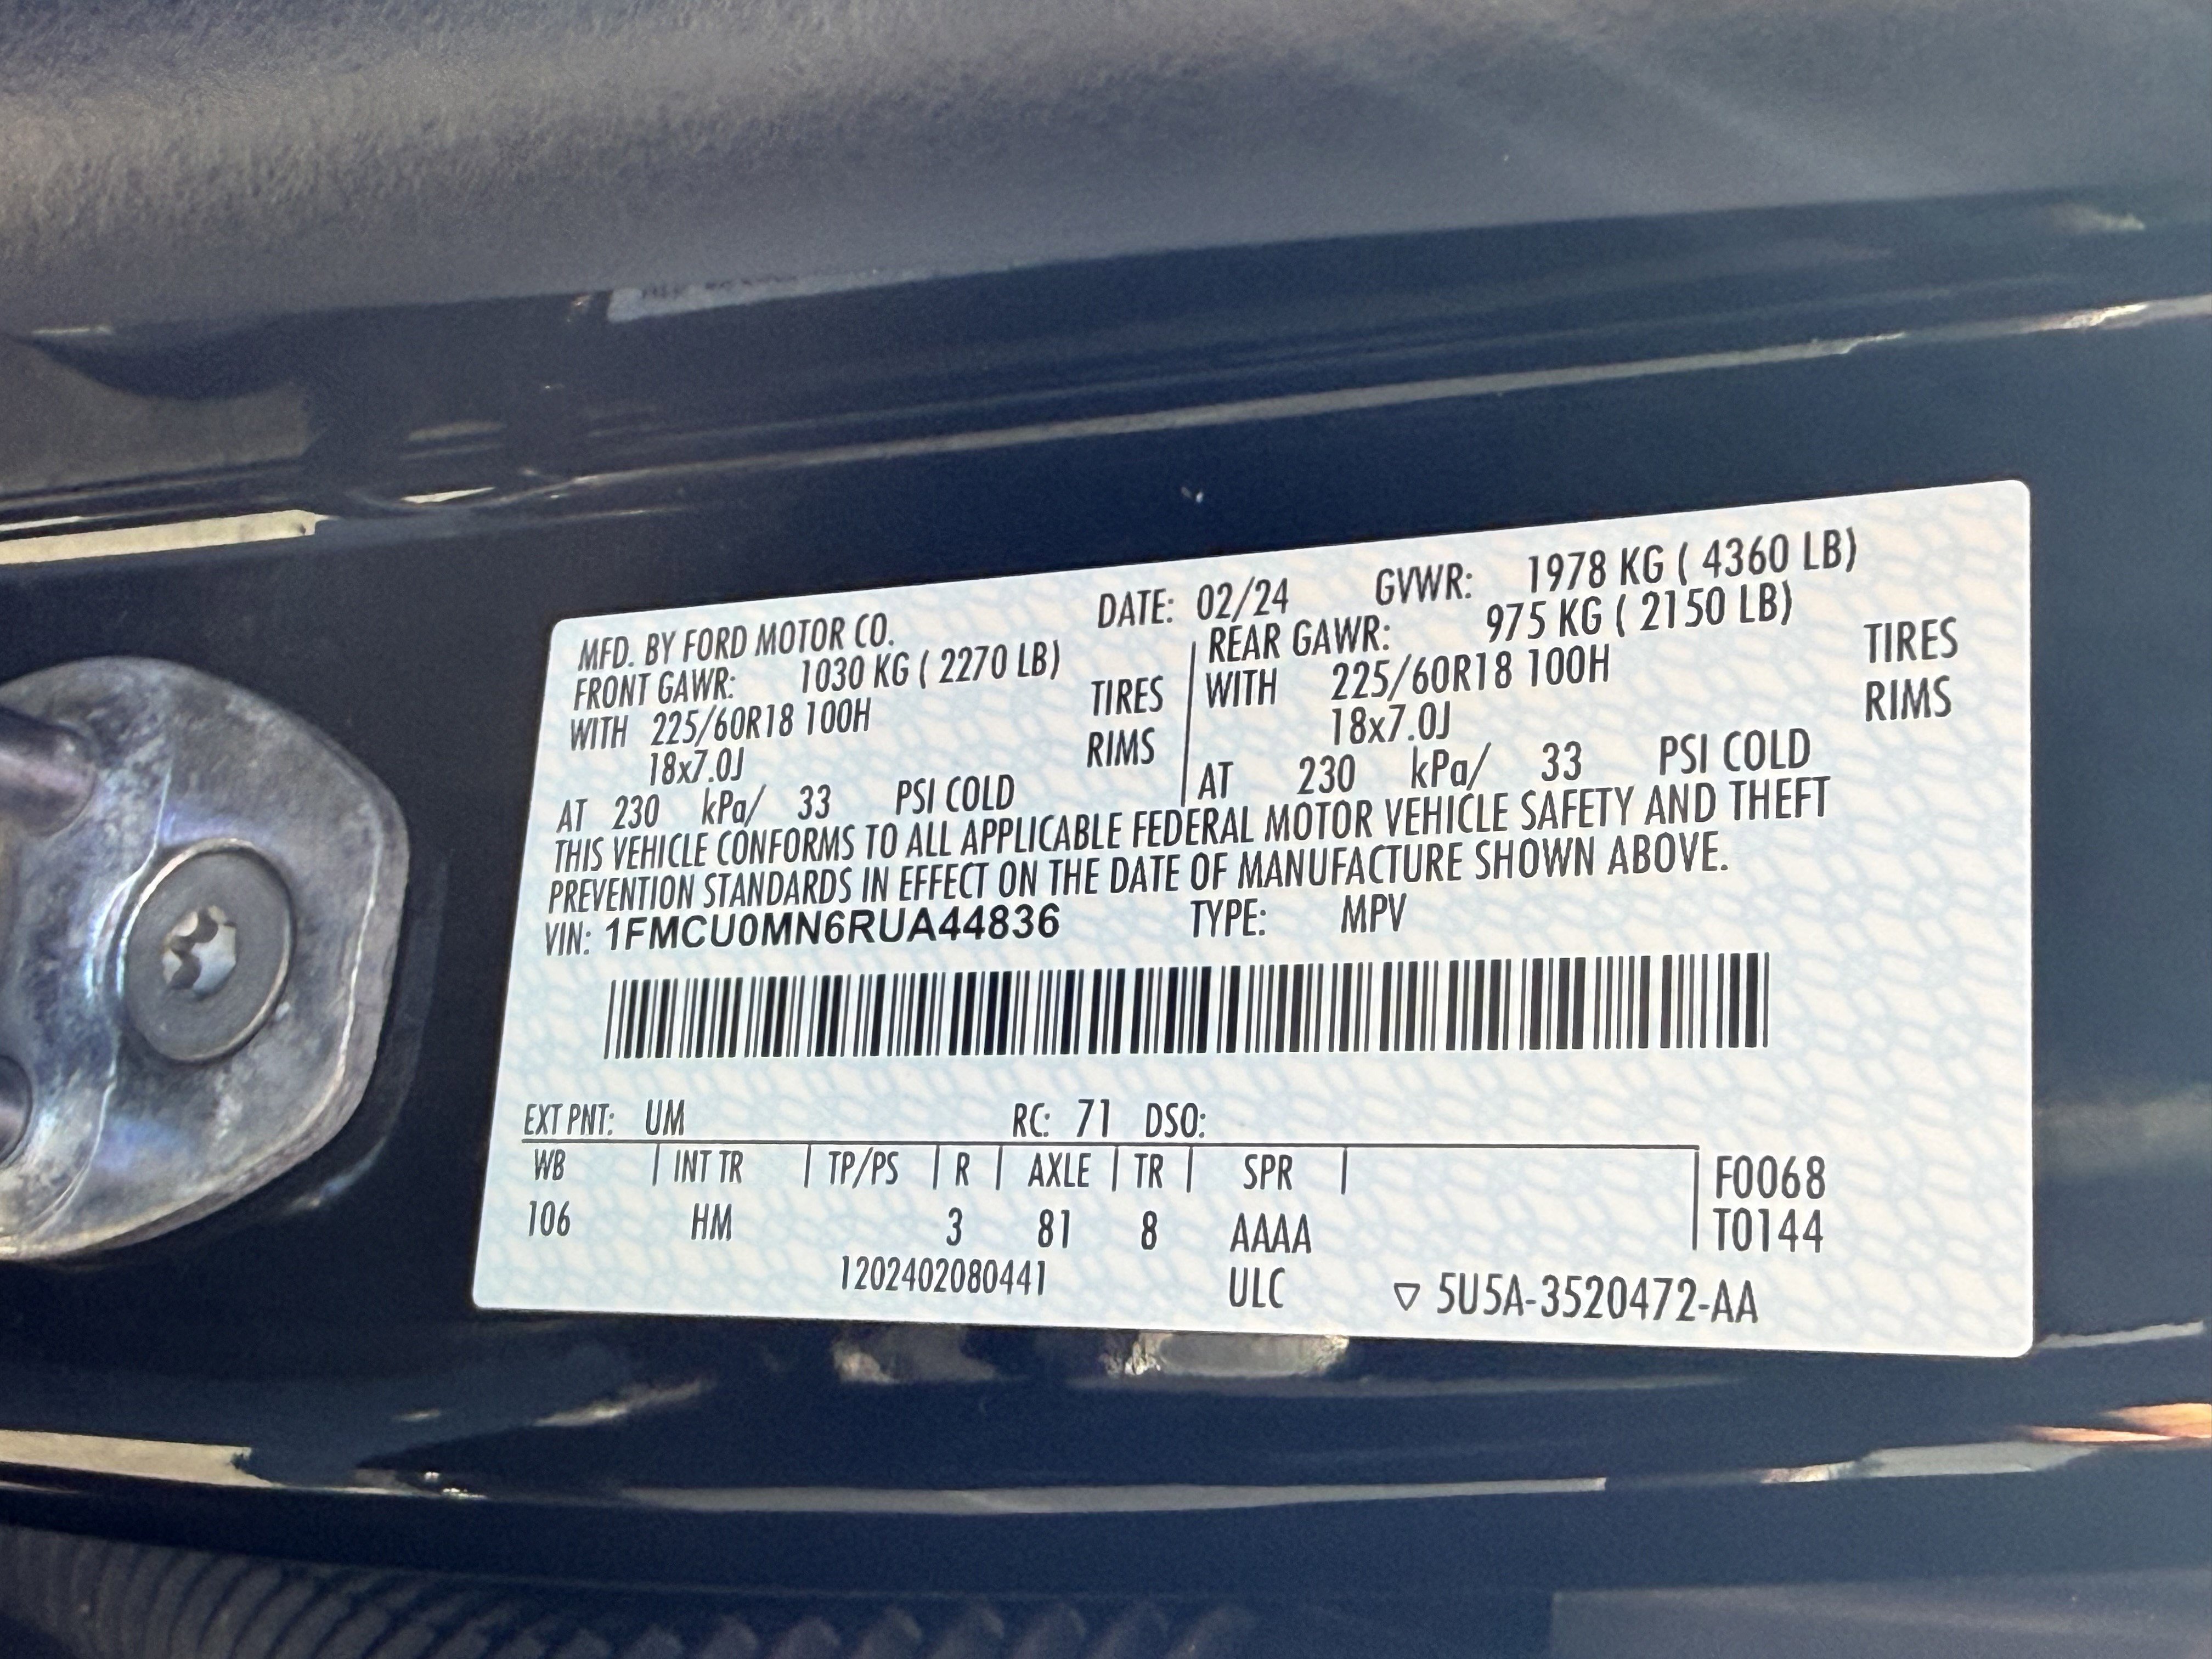 MFD. BY FORD MOTOR CO. DATE: 02/24 GVWR: 1978 KG ( 4360 LB)
FRONT GAWR: 1030 KG ( 2270 LB) REAR GAWR: 975 KG ( 2150 LB)
WITH 225/60R18 100H TIRES WITH 225/60R18 100H TIRES
18x7.0J RIMS 18x7.0J RIMS
AT 230 kPa/ 33 PSI COLD AT 230 kPa/ 33 PSI COLD
THIS VEHICLE CONFORMS TO ALL APPLICABLE FEDERAL MOTOR VEHICLE SAFETY AND THEFT
PREVENTION STANDARDS IN EFFECT ON THE DATE OF MANUFACTURE SHOWN ABOVE.
VIN: 1FMCU0MN6RUA44836 TYPE: MPV
EXT PNT: UM RC: 71 DSO:
WB INT TR TP/PS R AXLE TR SPR F0068
106 HM 3 81 8 AAAA T0144
1202402080441 ULC ▽ 5U5A-3520472-AA